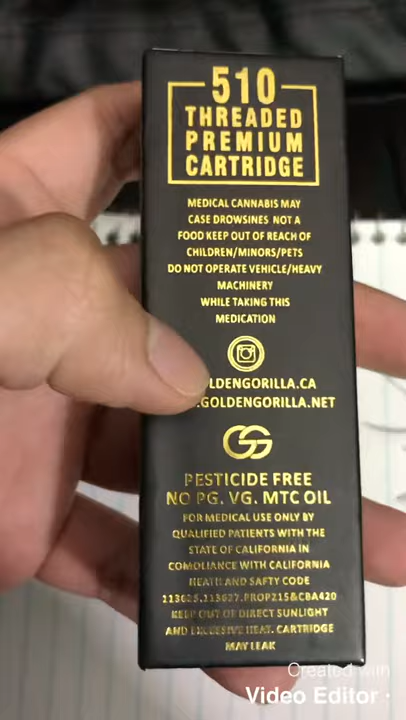 510
THREADED
PREMIUM
CARTRIDGE
MEDICAL CANNABIS MAY
CASE DROWSINES NOT A
FOOD KEEP OUT OF REACH OF
CHILDREN/MINORS/PETS
DO NOT OPERATE VEHICLE/HEAVY
MACHINERY
WHILE TAKING THIS
MEDICATION
OLDENGORILLA.CA
.GOLDENGORILLA.NET
GG
PESTICIDE FREE
NO PG. VG. MTC OIL
FOR MEDICAL USE ONLY BY
QUALIFIED PATIENTS WITH THE
STATE OF CALIFORNIA IN
COMOLIANCE WITH CALIFORNIA
HEATH AND SAFTY CODE
PROP215&CBA420
KEEP OUT OF DIRECT SUNLIGHT
AND EXCESSIVE HEAT. CARTRIDGE
MAY LEAK
Created with
Video Editor